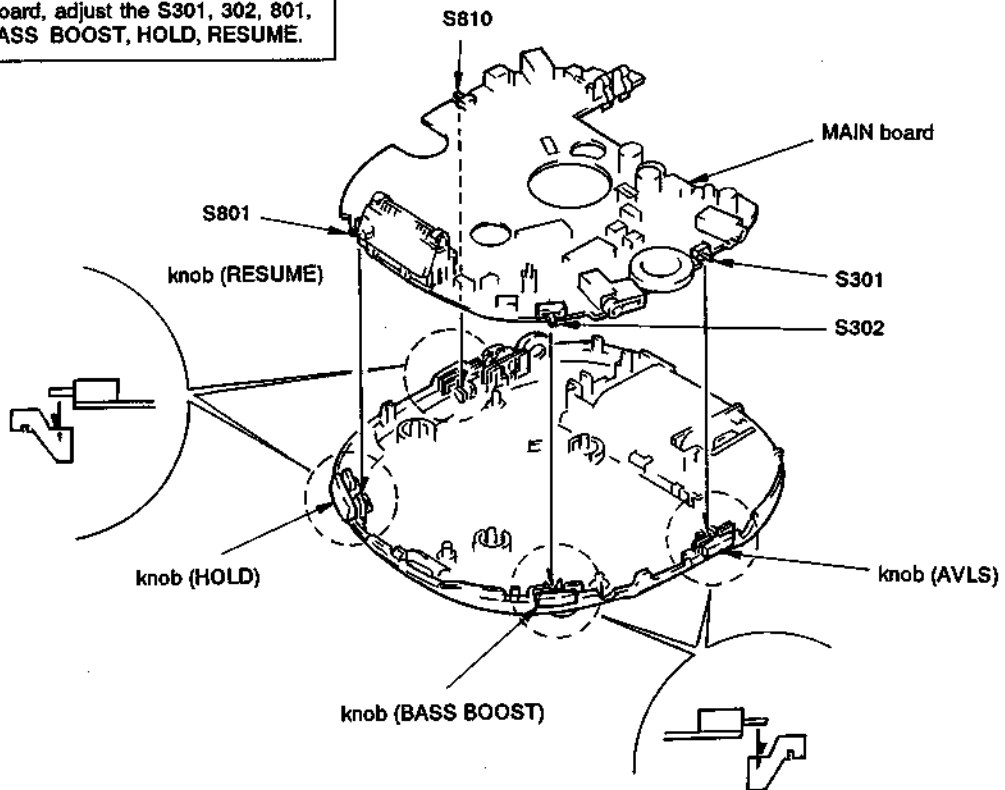 oard, adjust the S301, 302, 801,
ASS BOOST, HOLD, RESUME.
S810
MAIN board
S801
knob (RESUME)
S301
S302
E
knob (HOLD)
knob (AVLS)
knob (BASS BOOST)